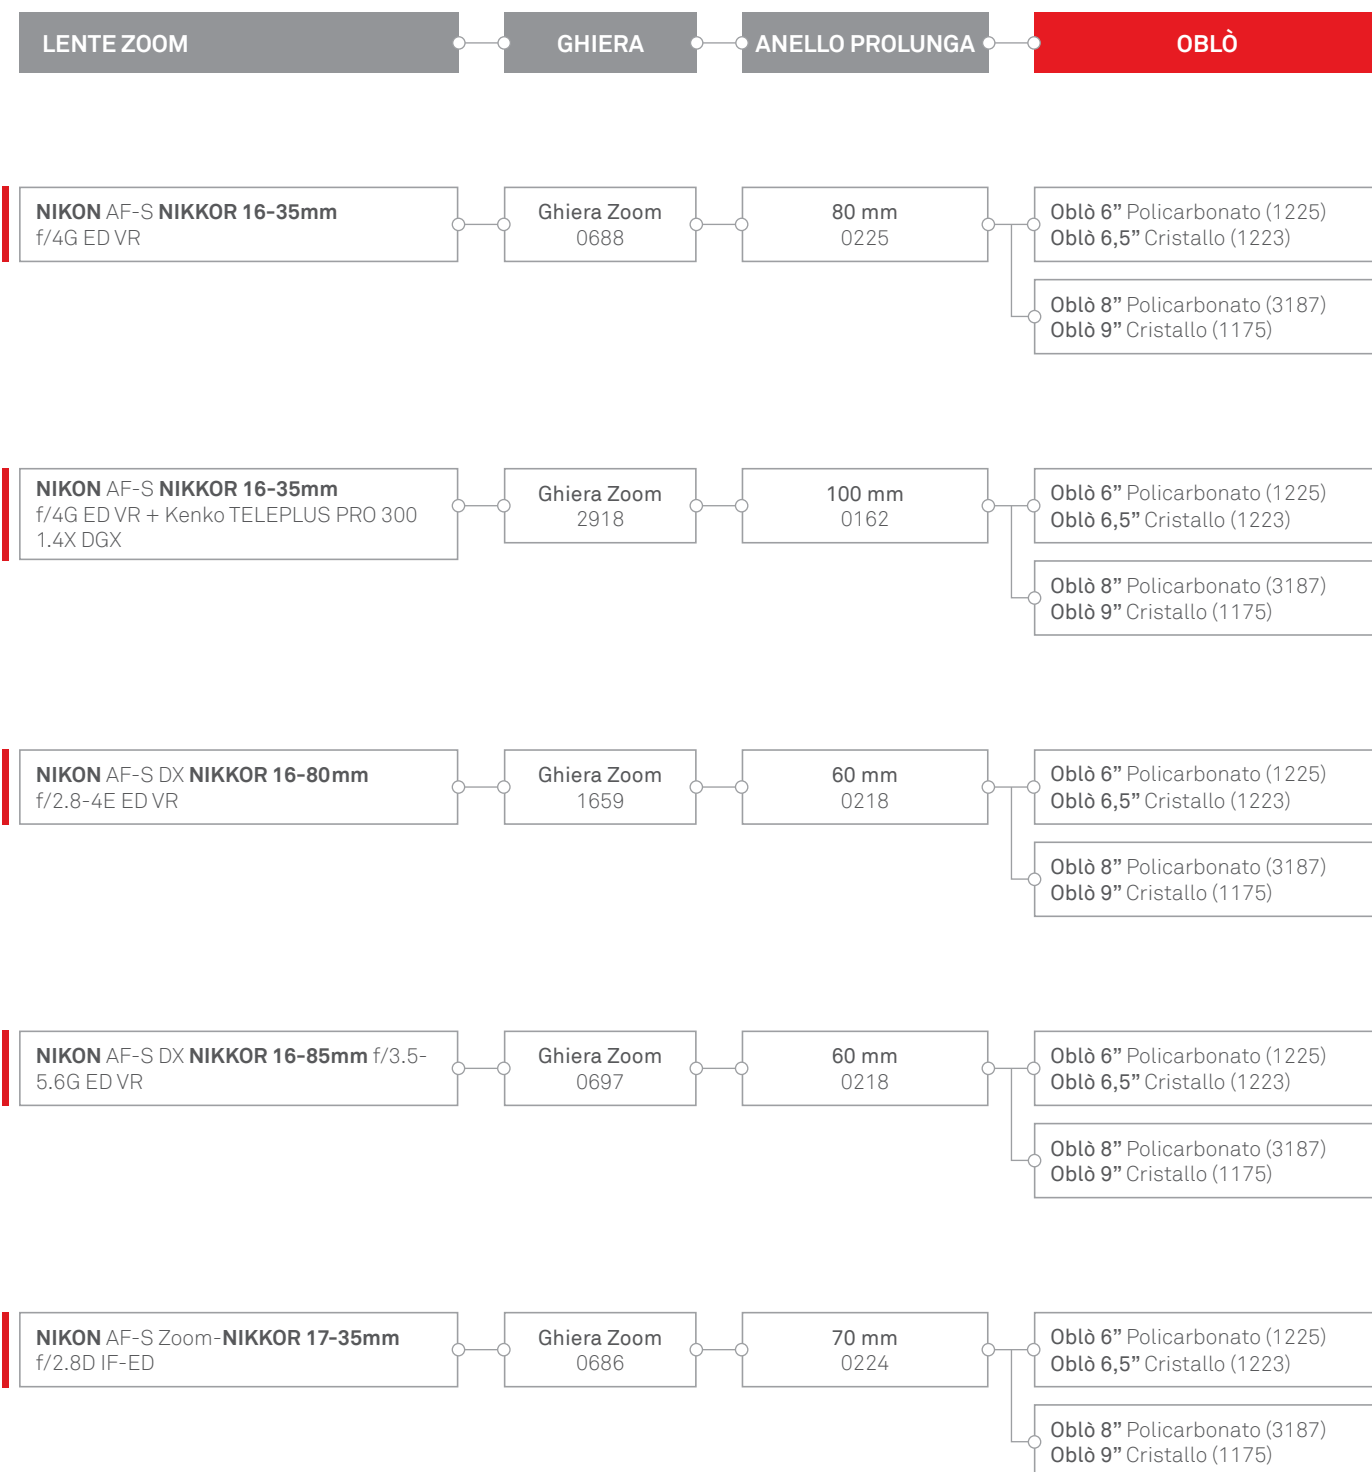 LENTE ZOOM
GHIERA
ANELLO PROLUNGA
OBLÒ
NIKON AF-S NIKKOR 16-35mm
f/4G ED VR
Ghiera Zoom
0688
80 mm
0225
Oblò 6” Policarbonato (1225)
Oblò 6,5” Cristallo (1223)
Oblò 8” Policarbonato (3187)
Oblò 9” Cristallo (1175)
NIKON AF-S NIKKOR 16-35mm
f/4G ED VR + Kenko TELEPLUS PRO 300
1.4X DGX
Ghiera Zoom
2918
100 mm
0162
Oblò 6” Policarbonato (1225)
Oblò 6,5” Cristallo (1223)
Oblò 8” Policarbonato (3187)
Oblò 9” Cristallo (1175)
NIKON AF-S DX NIKKOR 16-80mm
f/2.8-4E ED VR
Ghiera Zoom
1659
60 mm
0218
Oblò 6” Policarbonato (1225)
Oblò 6,5” Cristallo (1223)
Oblò 8” Policarbonato (3187)
Oblò 9” Cristallo (1175)
NIKON AF-S DX NIKKOR 16-85mm f/3.5-
5.6G ED VR
Ghiera Zoom
0697
60 mm
0218
Oblò 6” Policarbonato (1225)
Oblò 6,5” Cristallo (1223)
Oblò 8” Policarbonato (3187)
Oblò 9” Cristallo (1175)
NIKON AF-S Zoom-NIKKOR 17-35mm
f/2.8D IF-ED
Ghiera Zoom
0686
70 mm
0224
Oblò 6” Policarbonato (1225)
Oblò 6,5” Cristallo (1223)
Oblò 8” Policarbonato (3187)
Oblò 9” Cristallo (1175)